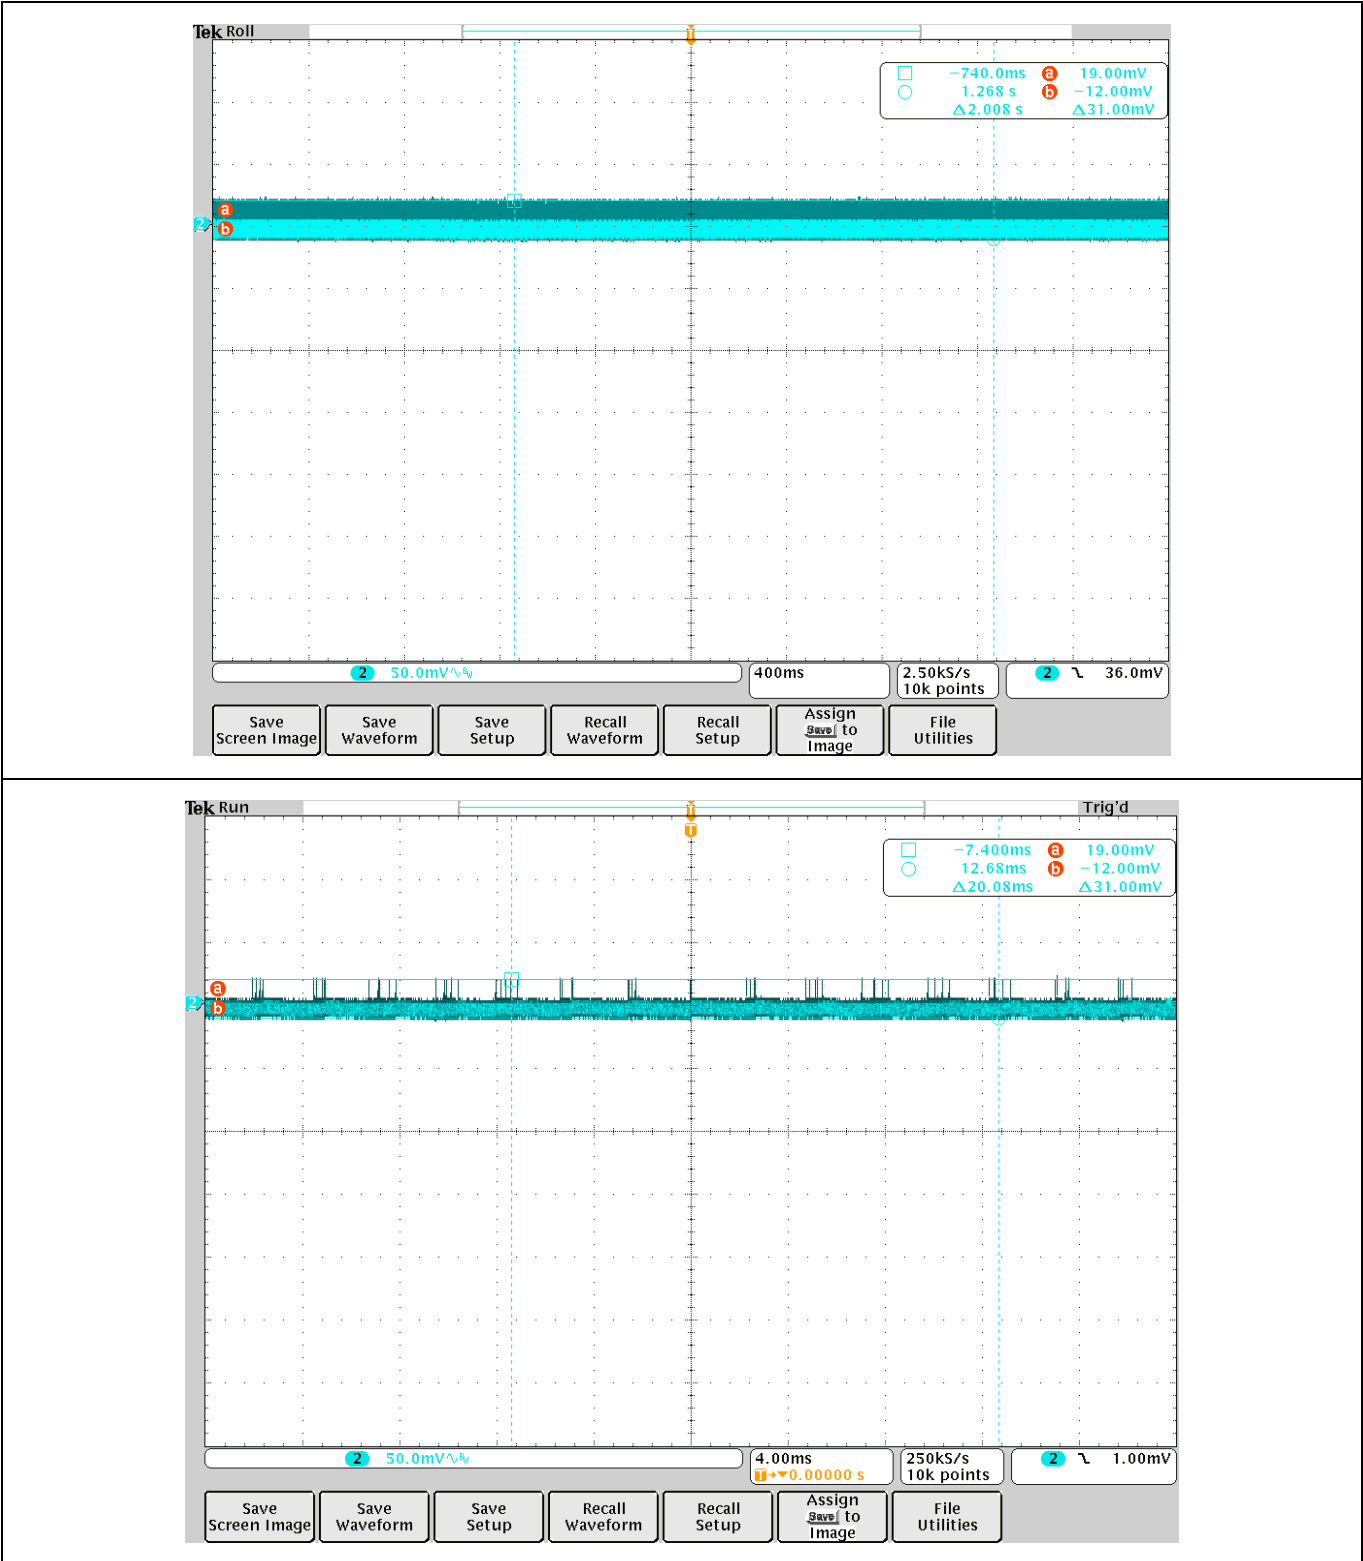 Tek Roll
T
−740.0ms a 19.00mV
1.268 s b −12.00mV
Δ2.008 s Δ31.00mV
a
2
b
2 50.0mV∿BW
400ms
2.50kS/s
10k points
2 36.0mV
Save Screen Image
Save Waveform
Save Setup
Recall Waveform
Recall Setup
Assign Save to Image
File Utilities
Tek Run Trig'd
T
T
−7.400ms a 19.00mV
12.68ms b −12.00mV
Δ20.08ms Δ31.00mV
a
2
b
2 50.0mV∿BW
4.00ms
T→▼0.00000 s
250kS/s
10k points
2 1.00mV
Save Screen Image
Save Waveform
Save Setup
Recall Waveform
Recall Setup
Assign Save to Image
File Utilities